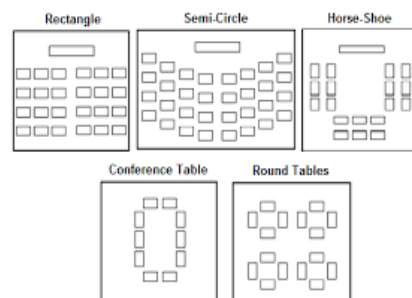 Rectangle
Semi-Circle
Horse-Shoe
Conference Table
Round Tables